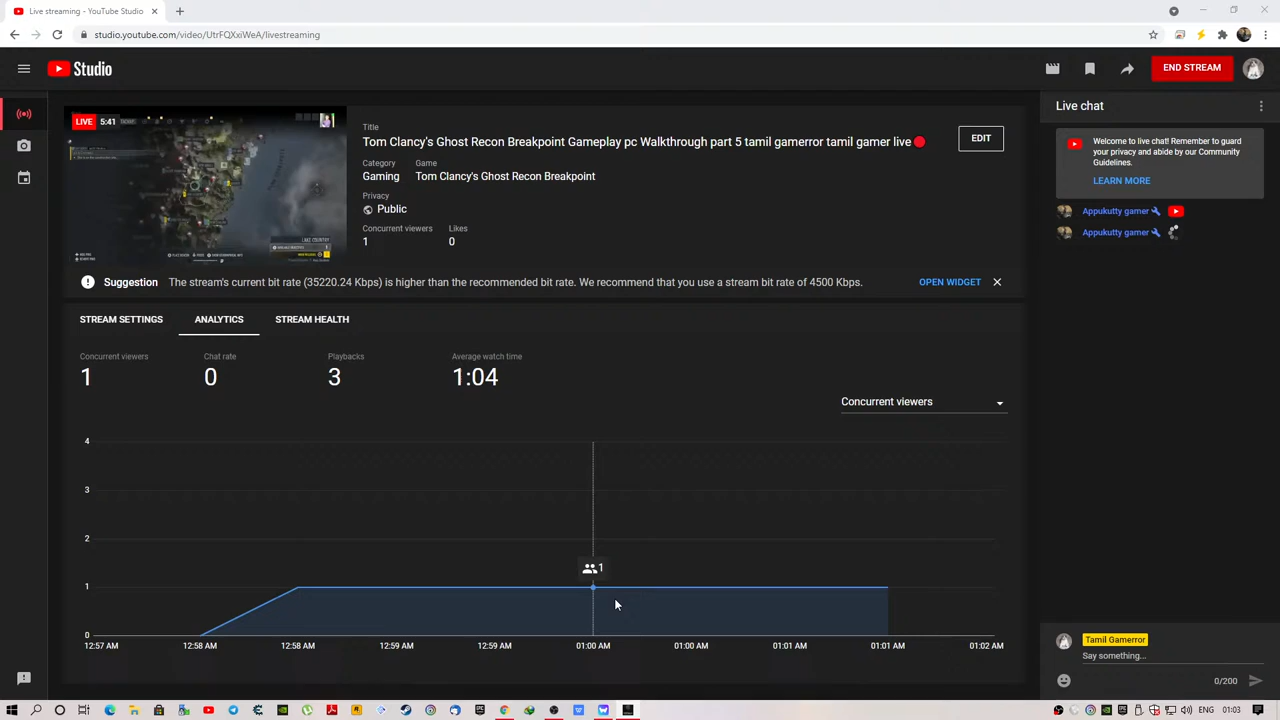 Live streaming - YouTube Studio
studio.youtube.com/video/UtrFQXxiWeA/livestreaming
Studio
END STREAM
LIVE 5:41
LAKE COUNTRY
Title
Tom Clancy's Ghost Recon Breakpoint Gameplay pc Walkthrough part 5 tamil gamerror tamil gamer live🔴
EDIT
Category Game
Gaming Tom Clancy's Ghost Recon Breakpoint
Privacy
Public
Concurrent viewers Likes
1 0
Suggestion The stream's current bit rate (35220.24 Kbps) is higher than the recommended bit rate. We recommend that you use a stream bit rate of 4500 Kbps. OPEN WIDGET
STREAM SETTINGS ANALYTICS STREAM HEALTH
Concurrent viewers Chat rate Playbacks Average watch time
1 0 3 1:04
Concurrent viewers
4
3
2
1
1
0
12:57 AM 12:58 AM 12:58 AM 12:59 AM 12:59 AM 01:00 AM 01:00 AM 01:01 AM 01:01 AM 01:02 AM
Live chat
Welcome to live chat! Remember to guard
your privacy and abide by our Community
Guidelines.
LEARN MORE
Appukutty gamer
Appukutty gamer
Tamil Gamerror
Say something...
0/200
ENG 01:03